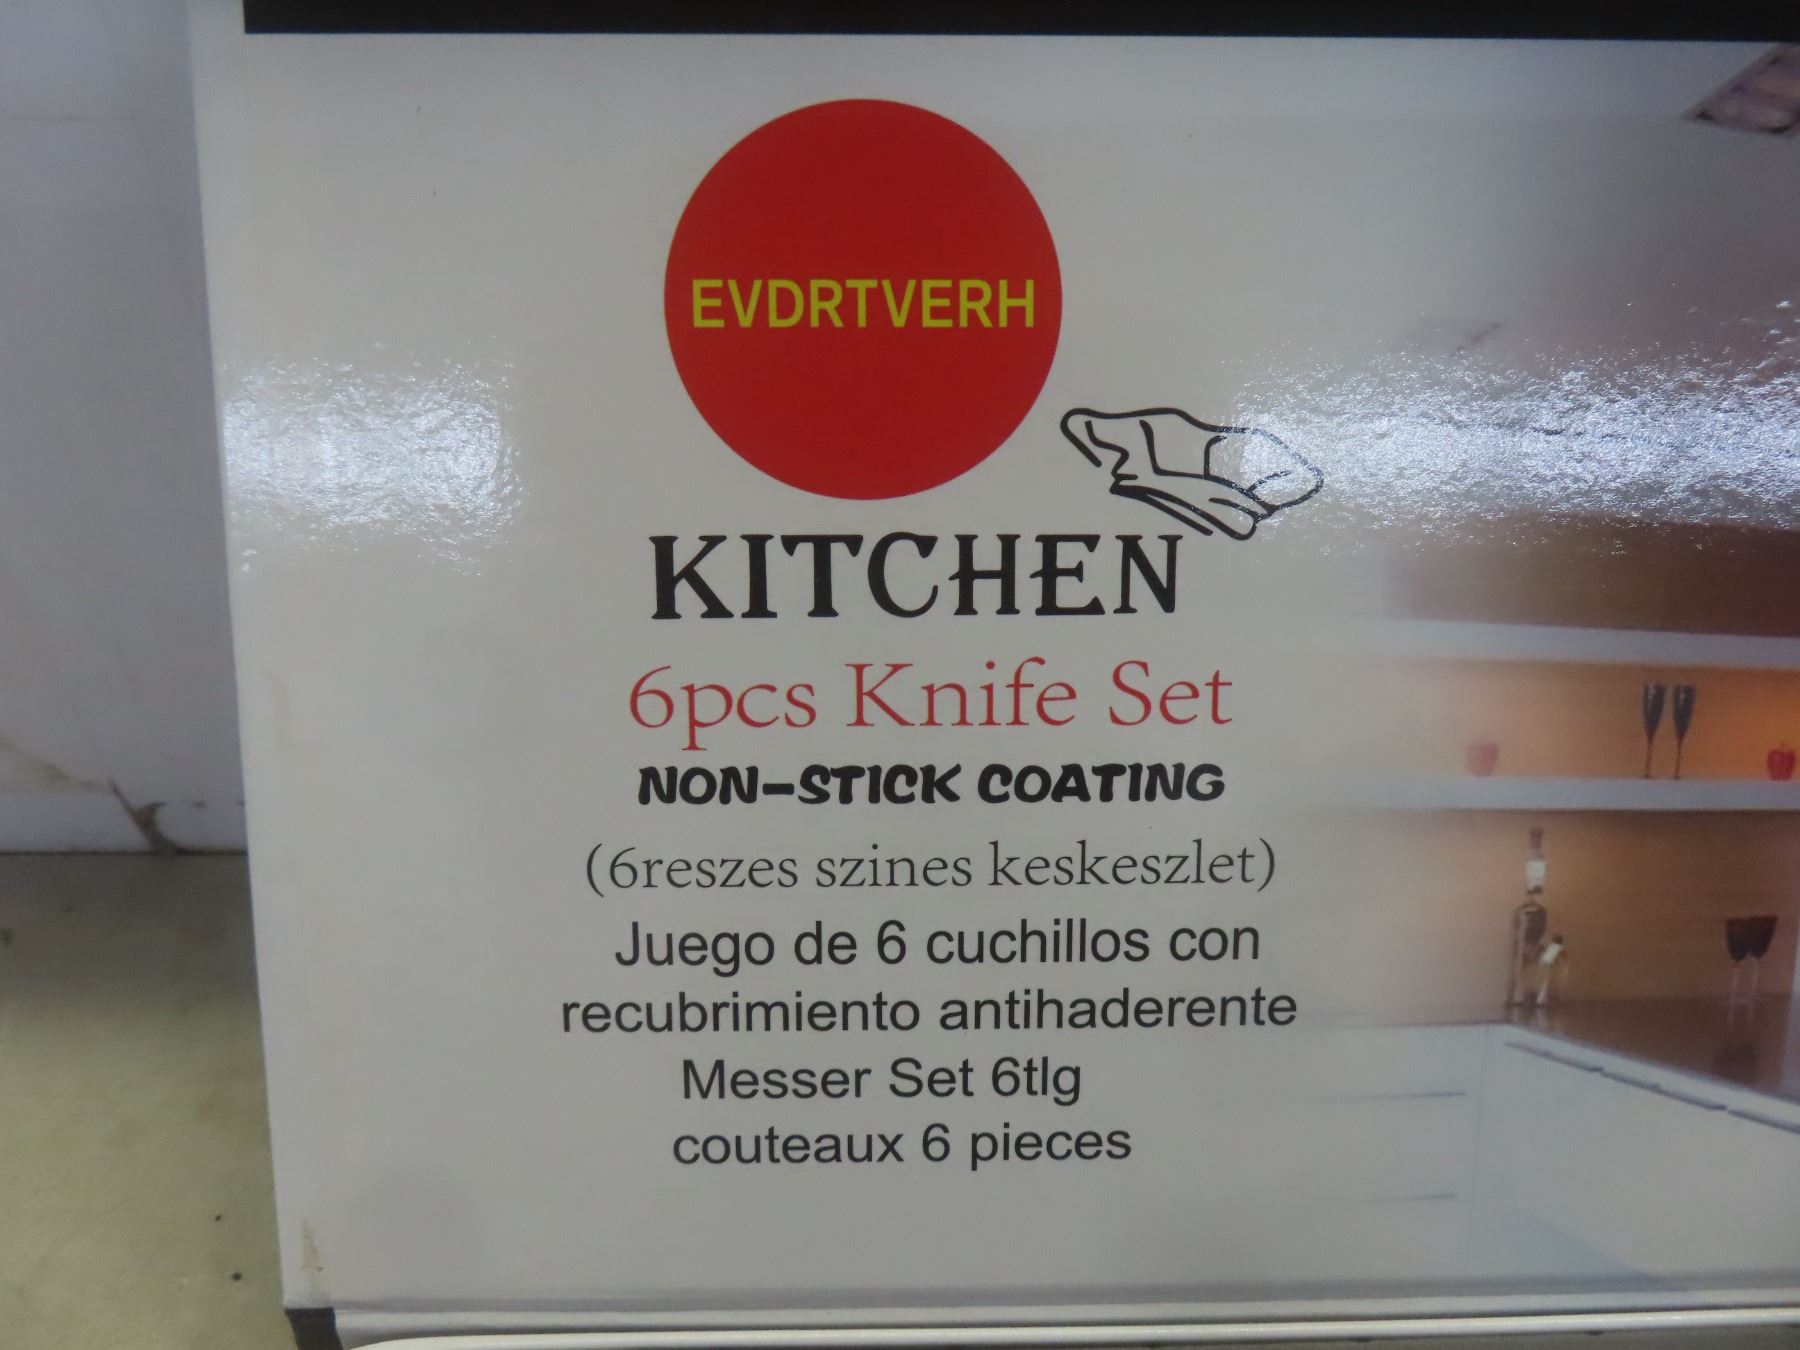 EVDRTVERH
KITCHEN
6pcs Knife Set
NON-STICK COATING
(6reszes szines keskeszlet)
Juego de 6 cuchillos con
recubrimiento antihaderente
Messer Set 6tlg
couteaux 6 pieces